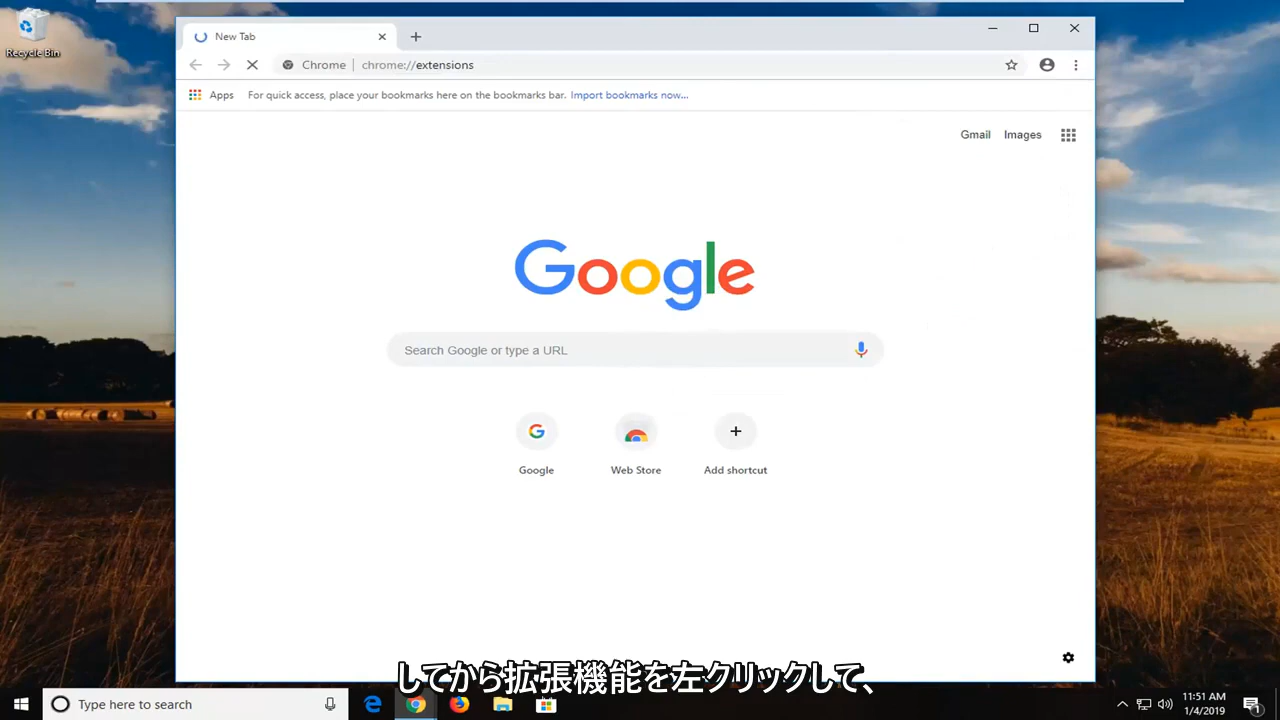 Recycle Bin
New Tab
Chrome | chrome://extensions
Apps For quick access, place your bookmarks here on the bookmarks bar. Import bookmarks now...
Gmail Images
Google
Search Google or type a URL
Google Web Store Add shortcut
してから拡張機能を左クリックして、
Type here to search
11:51 AM
1/4/2019
1